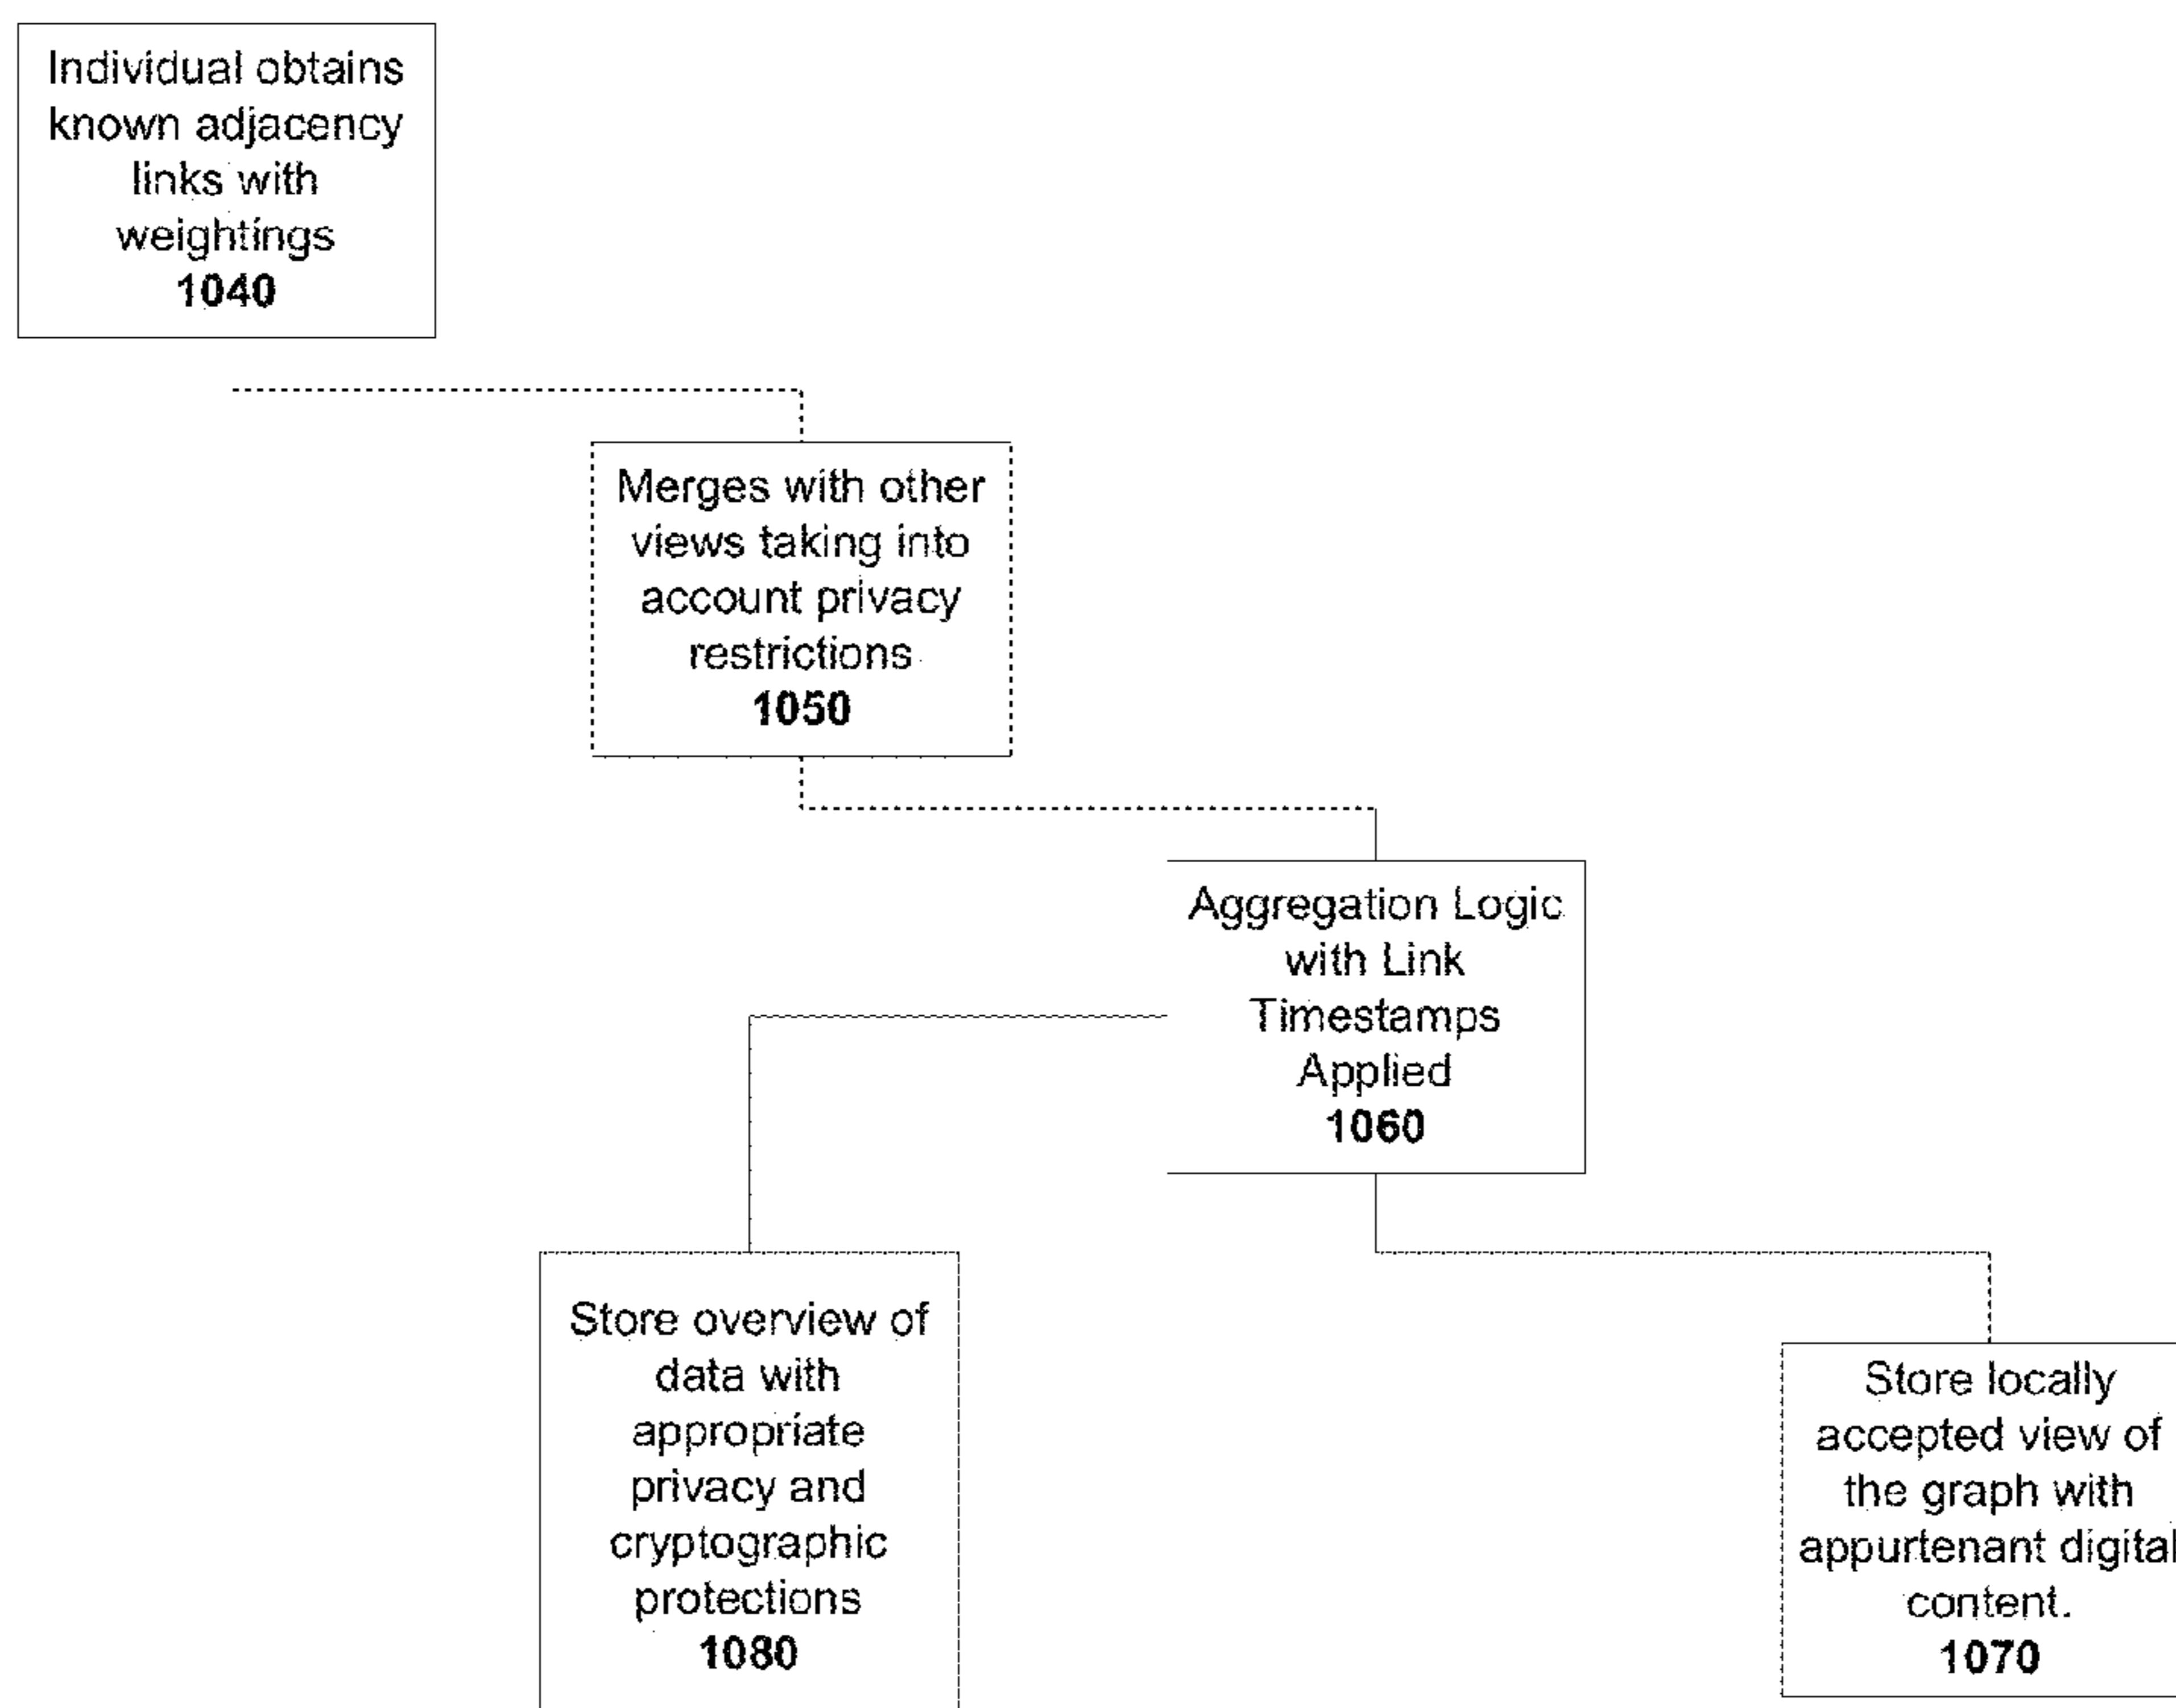 Individual obtains
known adjacency
links with
weightings
1040
Merges with other
views taking into
account privacy
restrictions
1050
Aggregation Logic
with Link
Timestamps
Applied
1060
Store overview of
data with
appropriate
privacy and
cryptographic
protections
1080
Store locally
accepted view of
the graph with
appurtenant digital
content.
1070